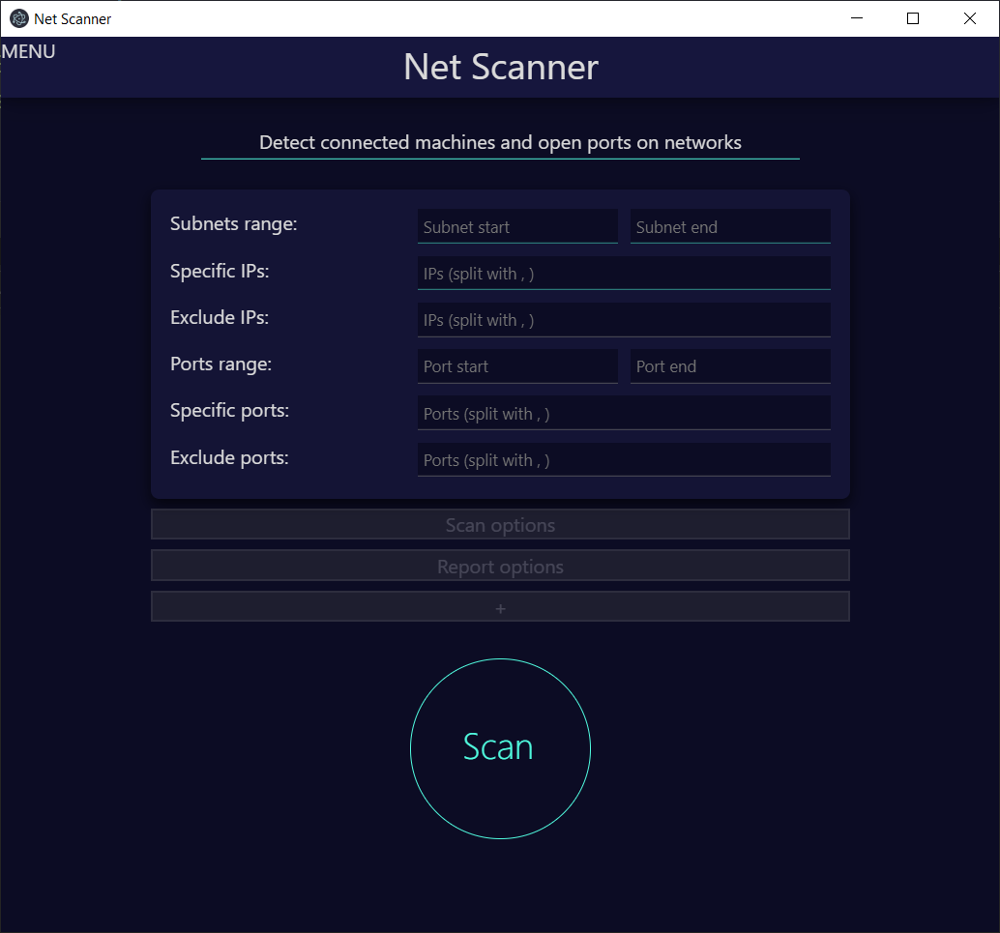 Net Scanner
MENU
Net Scanner
Detect connected machines and open ports on networks
Subnets range: Subnet start Subnet end
Specific IPs: IPs (split with , )
Exclude IPs: IPs (split with , )
Ports range: Port start Port end
Specific ports: Ports (split with , )
Exclude ports: Ports (split with , )
Scan options
Report options
+
Scan